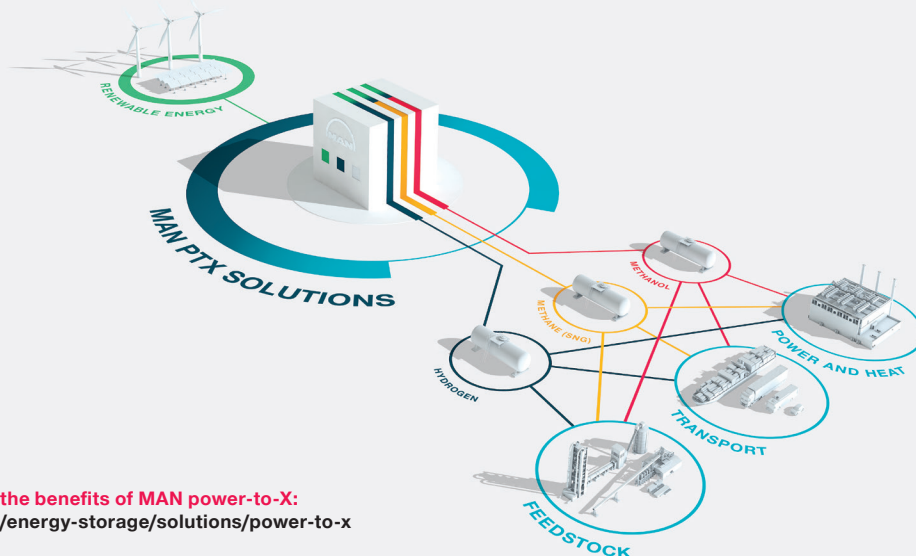 RENEWABLE ENERGY
MAN
MAN PTX SOLUTIONS
METHANOL
METHANE (SNG)
HYDROGEN
POWER AND HEAT
TRANSPORT
FEEDSTOCK
the benefits of MAN power-to-X:
/energy-storage/solutions/power-to-x